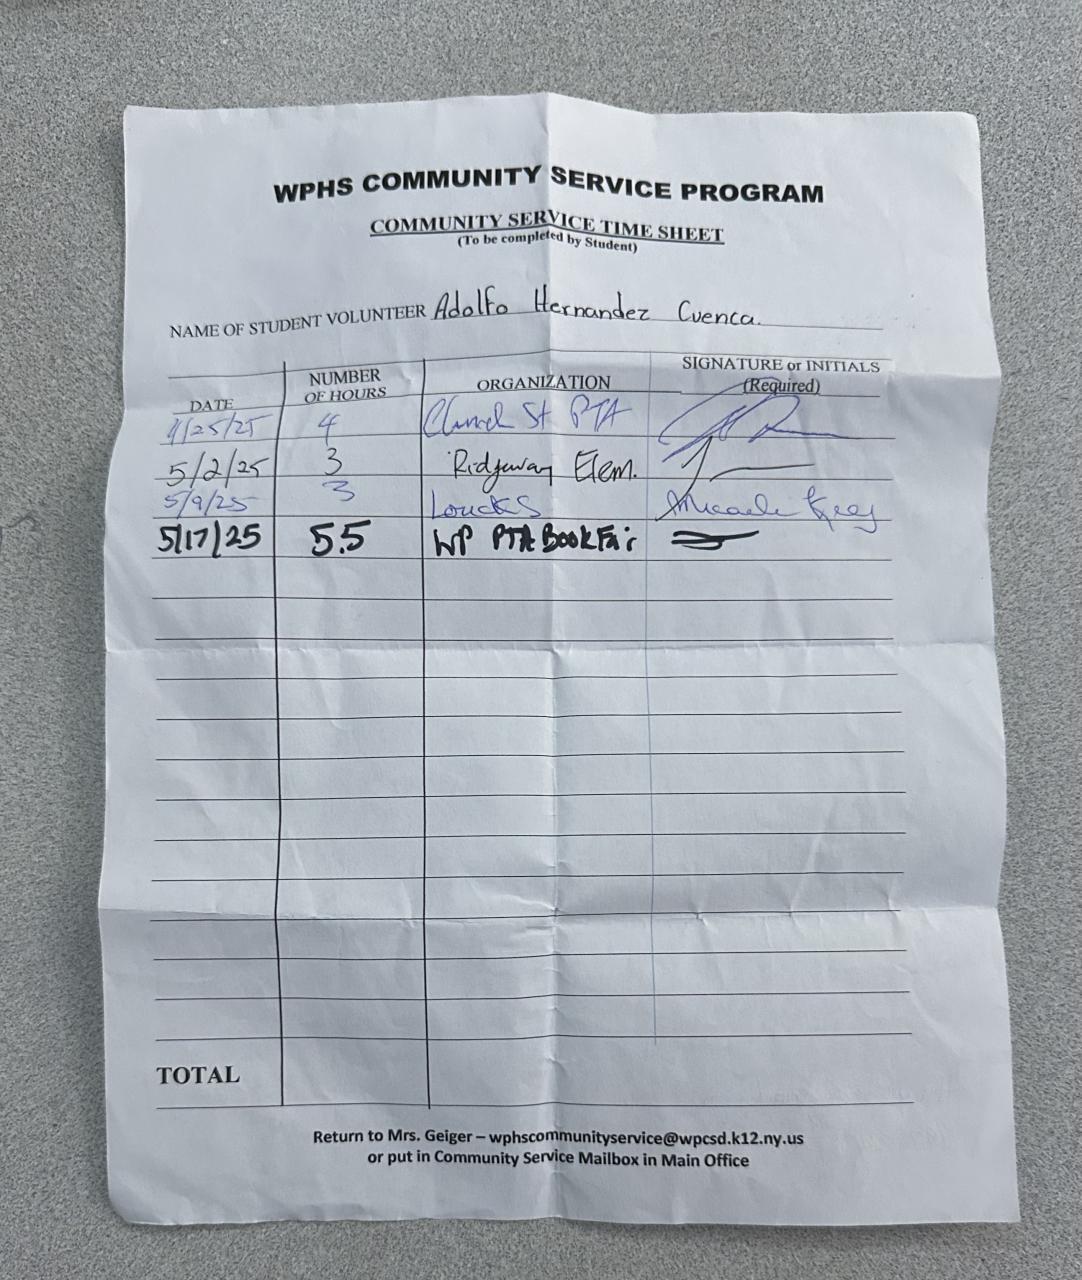 WPHS COMMUNITY SERVICE PROGRAM
COMMUNITY SERVICE TIME SHEET
(To be completed by Student)
NAME OF STUDENT VOLUNTEER Adolfo Hernandez Cuenca.
DATE NUMBER OF HOURS ORGANIZATION SIGNATURE or INITIALS (Required)
4/25/25 4 Church St PTA
5/2/25 3 Ridgeway Elem.
5/9/25 3 Loucks
5/17/25 5.5 WP PTA Book Fair
TOTAL
Return to Mrs. Geiger – wphscommunityservice@wpcsd.k12.ny.us
or put in Community Service Mailbox in Main Office